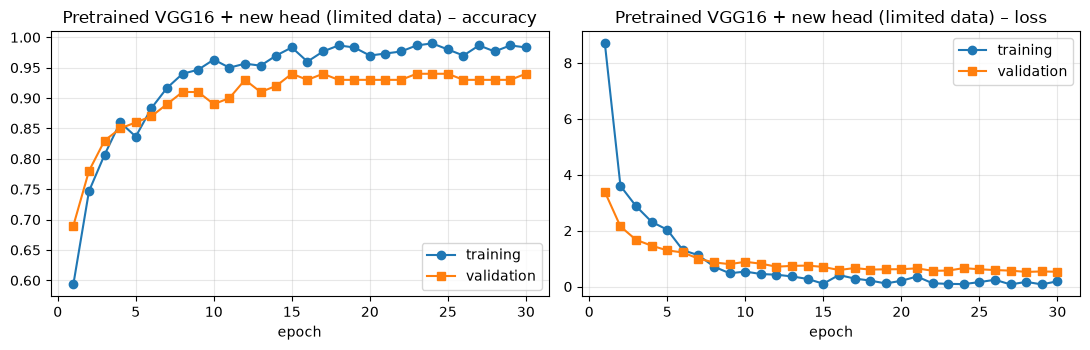 Pretrained VGG16 + new head (limited data) – accuracy
1.00
0.95
0.90
0.85
0.80
0.75
0.70
0.65
0.60
training
validation
0 5 10 15 20 25 30
epoch
Pretrained VGG16 + new head (limited data) – loss
training
validation
8
6
4
2
0
0 5 10 15 20 25 30
epoch